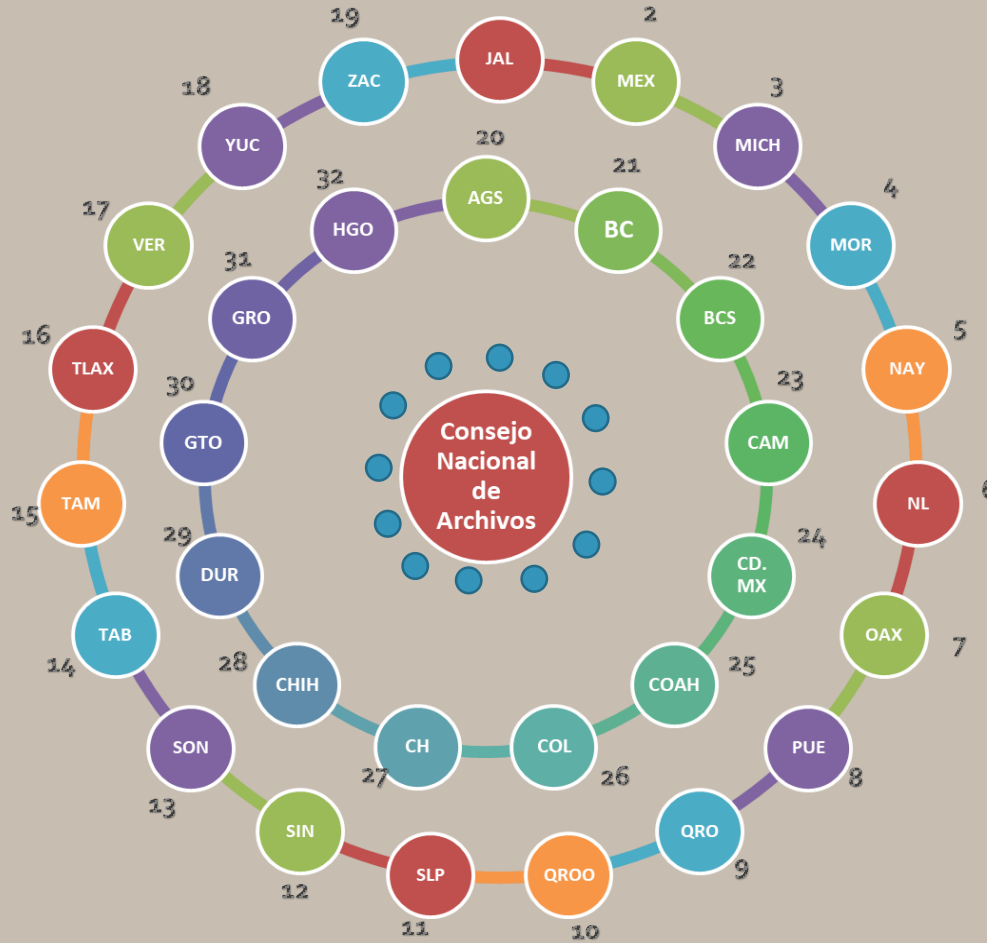 19
2
JAL
ZAC
MEX
18
3
YUC
MICH
20
32
21
AGS
4
17
HGO
BC
VER
MOR
31
22
GRO
BCS
16
5
TLAX
23
NAY
30
Consejo
Nacional
de
Archivos
GTO
CAM
6
TAM
NL
15
29
24
DUR
CD.
MX
TAB
OAX
14
7
28
25
CHIH
COAH
SON
CH
COL
PUE
27
26
8
13
SIN
QRO
9
12
SLP
QROO
11
10